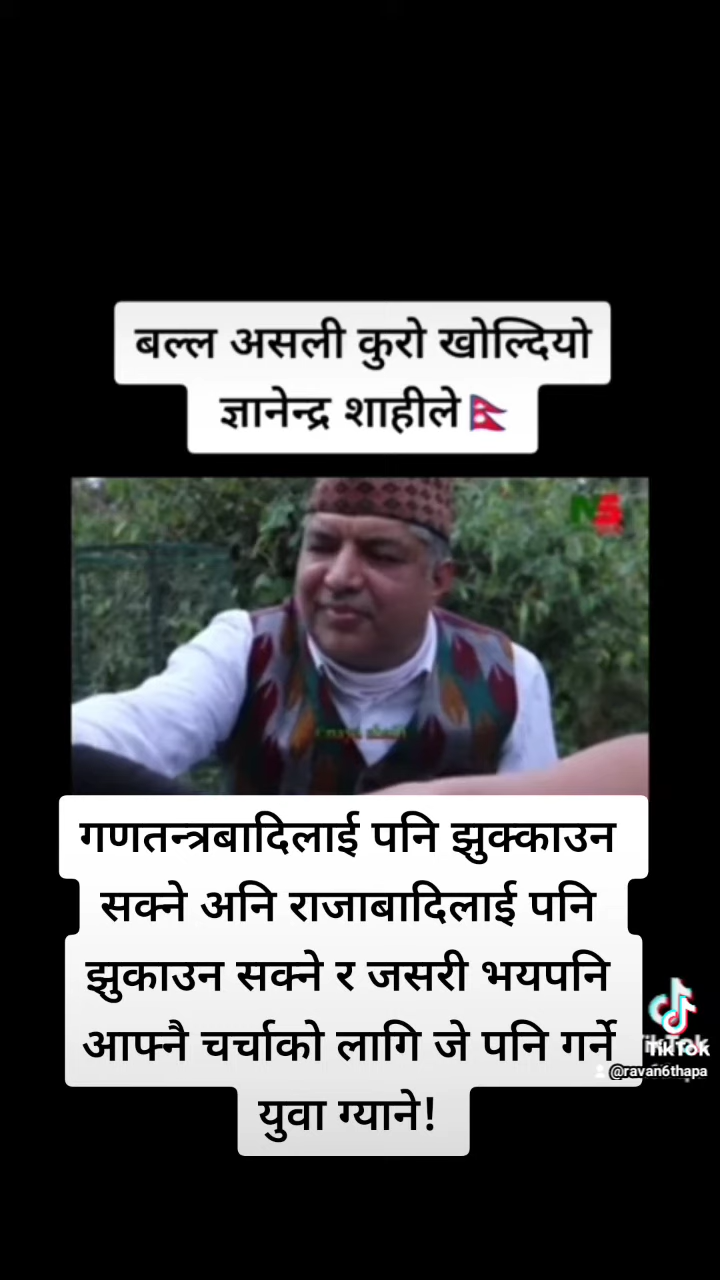 बल्ल असली कुरो खोल्दियो
ज्ञानेन्द्र शाहीले🇳🇵
NS
गणतन्त्रबादिलाई पनि झुक्काउन
सक्ने अनि राजाबादिलाई पनि
झुकाउन सक्ने र जसरी भयपनि
आफ्नै चर्चाको लागि जे पनि गर्ने
युवा ग्याने!
TikTok
@ravan6thapa